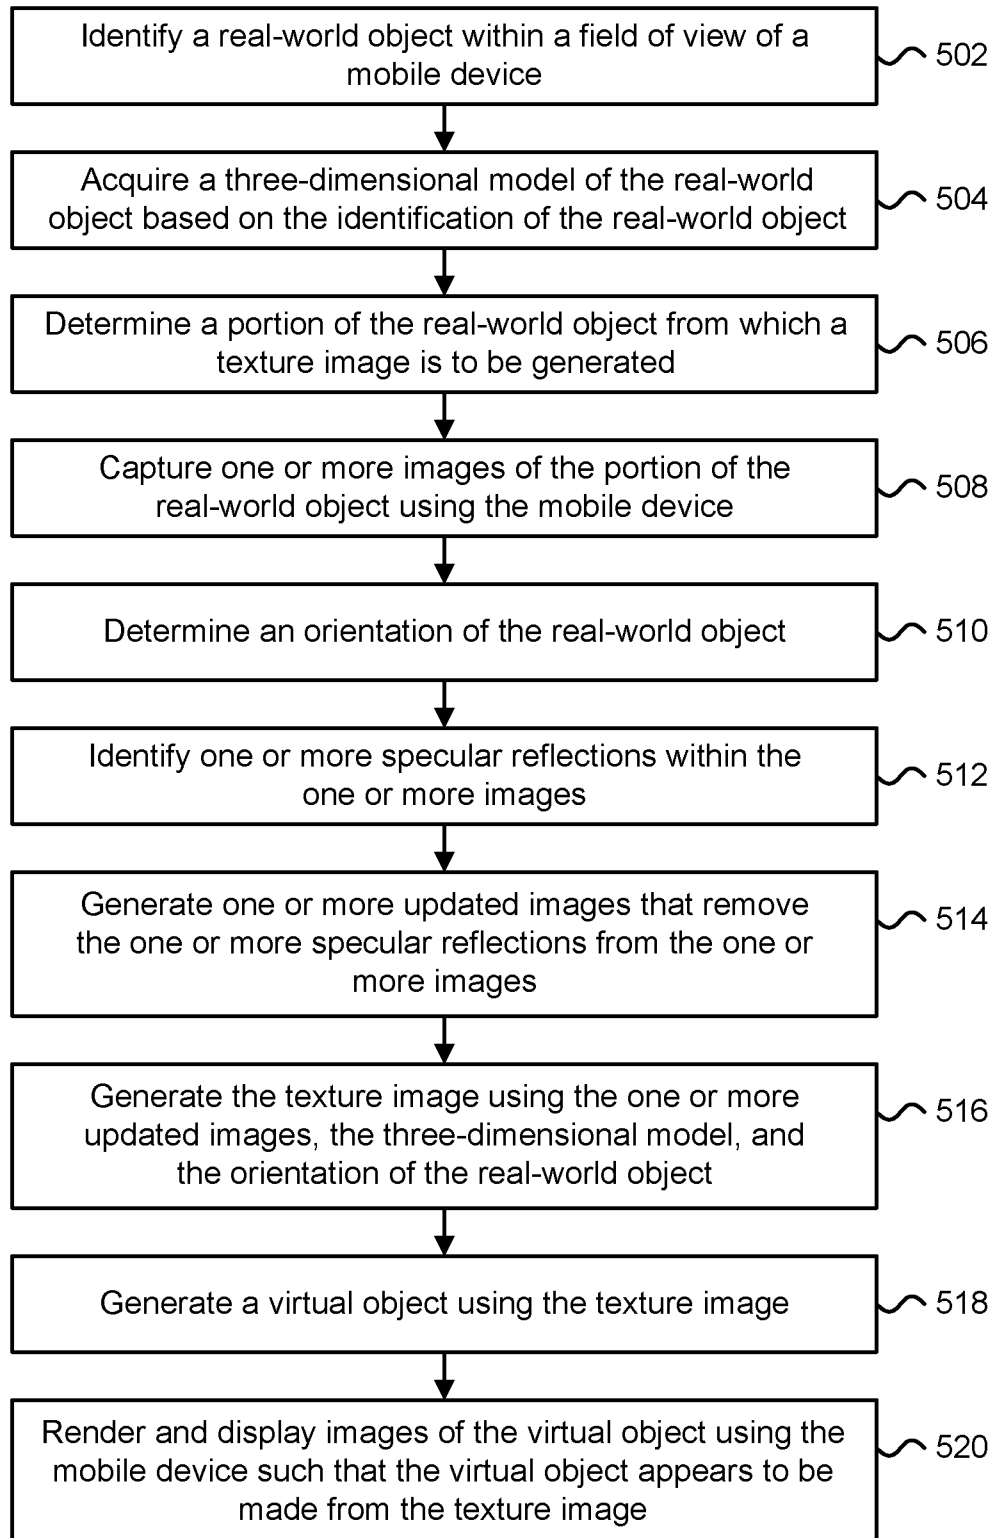 Identify a real-world object within a field of view of a
mobile device
502
Acquire a three-dimensional model of the real-world
object based on the identification of the real-world object
504
Determine a portion of the real-world object from which a
texture image is to be generated
506
Capture one or more images of the portion of the
real-world object using the mobile device
508
Determine an orientation of the real-world object
510
Identify one or more specular reflections within the
one or more images
512
Generate one or more updated images that remove
the one or more specular reflections from the one or
more images
514
Generate the texture image using the one or more
updated images, the three-dimensional model, and
the orientation of the real-world object
516
Generate a virtual object using the texture image
518
Render and display images of the virtual object using the
mobile device such that the virtual object appears to be
made from the texture image
520